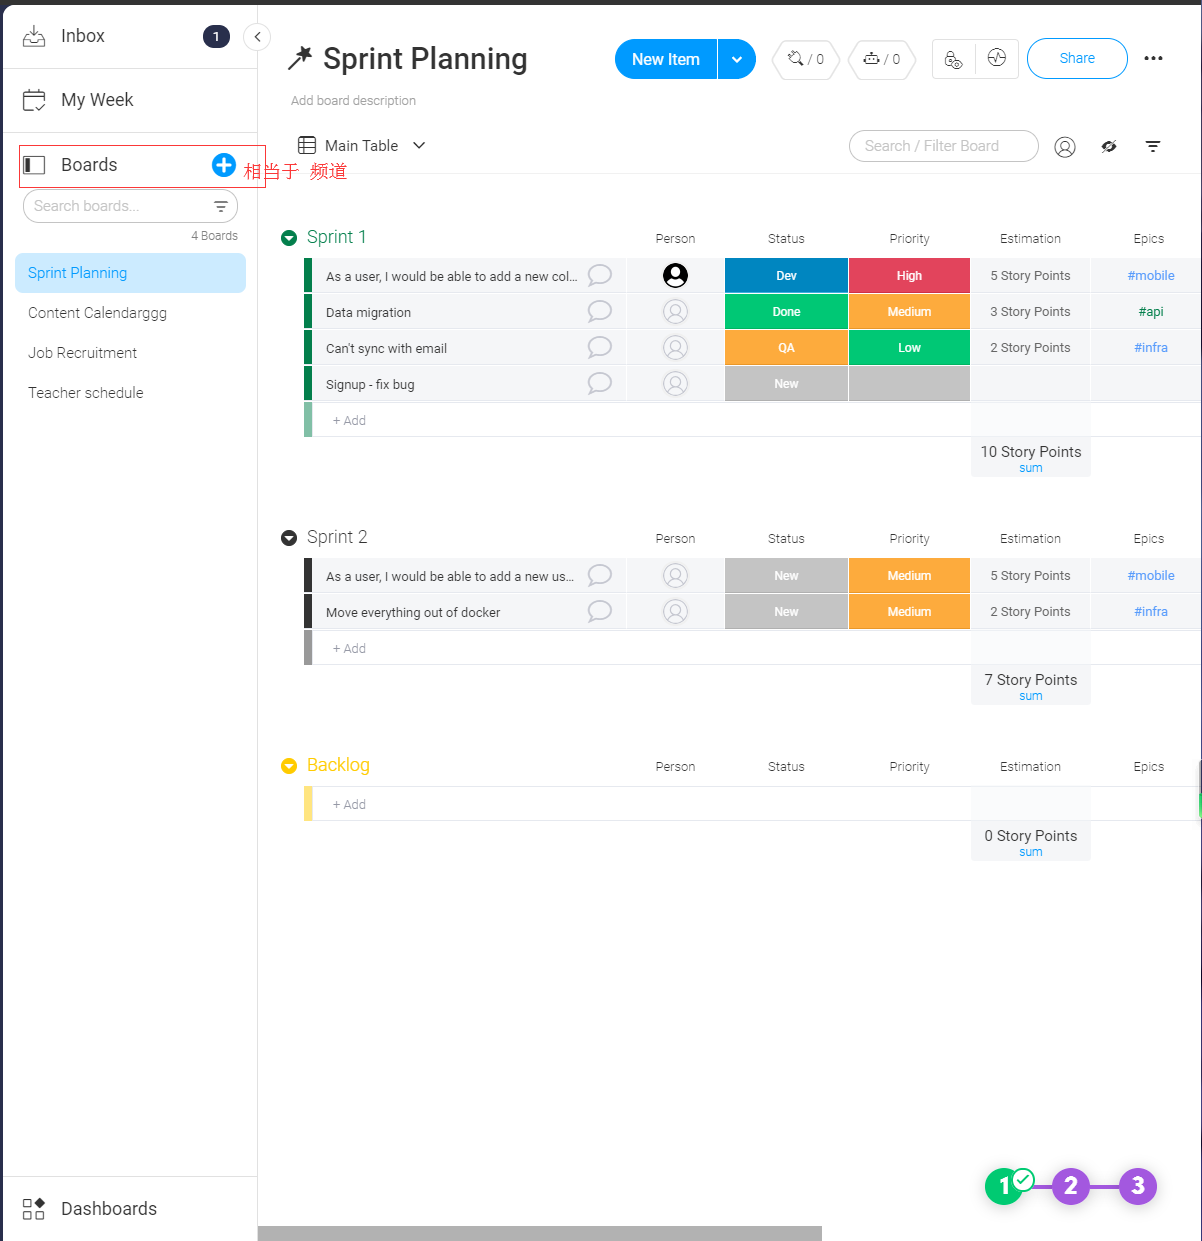 Inbox 1
My Week
Boards
相当于 频道
Search boards...
4 Boards
Sprint Planning
Content Calendarggg
Job Recruitment
Teacher schedule
Dashboards
Sprint Planning
New Item
/ 0
/ 0
Share
Add board description
Main Table
Search / Filter Board
Sprint 1 Person Status Priority Estimation Epics
As a user, I would be able to add a new col... Dev High 5 Story Points #mobile
Data migration Done Medium 3 Story Points #api
Can't sync with email QA Low 2 Story Points #infra
Signup - fix bug New
+ Add
10 Story Points
sum
Sprint 2 Person Status Priority Estimation Epics
As a user, I would be able to add a new us... New Medium 5 Story Points #mobile
Move everything out of docker New Medium 2 Story Points #infra
+ Add
7 Story Points
sum
Backlog Person Status Priority Estimation Epics
+ Add
0 Story Points
sum
1 2 3